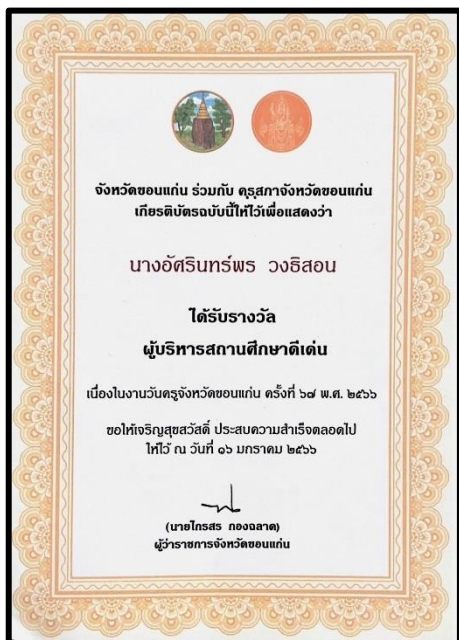 จังหวัดขอนแก่น ร่วมกับ คุรุสภาจังหวัดขอนแก่น
เกียรติบัตรฉบับนี้ให้ไว้เพื่อแสดงว่า
นางอัศรินทร์พร วงธิสอน
ได้รับรางวัล
ผู้บริหารสถานศึกษาดีเด่น
เนื่องในงานวันครูจังหวัดขอนแก่น ครั้งที่ ๖๗ พ.ศ. ๒๕๖๖
ขอให้เจริญสุขสวัสดิ์ ประสบความสำเร็จตลอดไป
ให้ไว้ ณ วันที่ ๑๖ มกราคม ๒๕๖๖
(นายไกรสร กองฉลาด)
ผู้ว่าราชการจังหวัดขอนแก่น